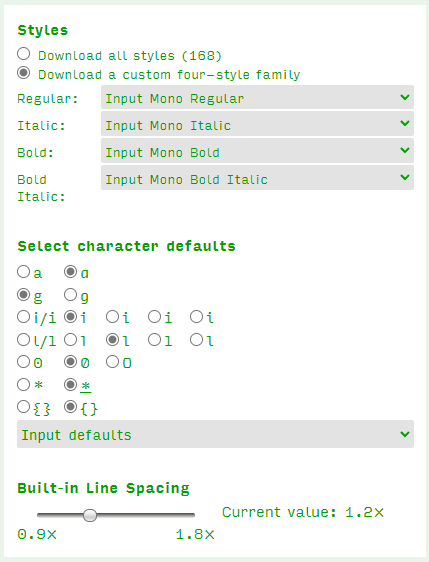 Styles
Download all styles (168)
Download a custom four-style family
Regular: Input Mono Regular
Italic: Input Mono Italic
Bold: Input Mono Bold
Bold Italic: Input Mono Bold Italic
Select character defaults
a ɑ
g g
i/i i i i i
l/l l l l l
0 0 0
* *
{} {}
Input defaults
Built-in Line Spacing
Current value: 1.2x
0.9x 1.8x